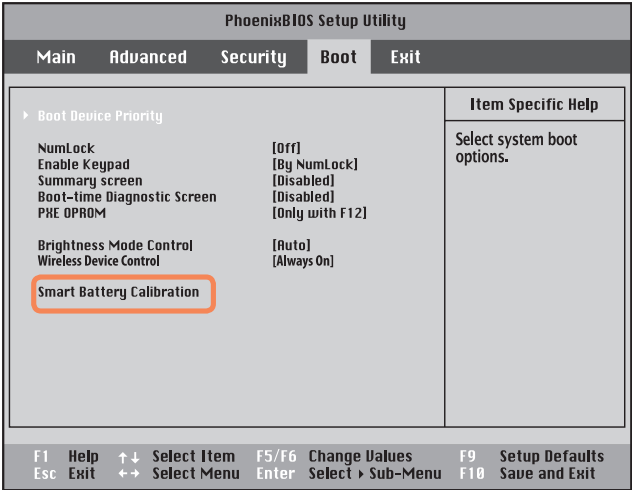 PhoenixBIOS Setup Utility
Main Advanced Security Boot Exit
▸ Boot Device Priority
NumLock [Off]
Enable Keypad [By NumLock]
Summary screen [Disabled]
Boot-time Diagnostic Screen [Disabled]
PXE OPROM [Only with F12]
Brightness Mode Control [Auto]
Wireless Device Control [Always On]
Smart Battery Calibration
Item Specific Help
Select system boot
options.
F1 Help ↑↓ Select Item F5/F6 Change Values F9 Setup Defaults
Esc Exit ←→ Select Menu Enter Select ▸ Sub-Menu F10 Save and Exit